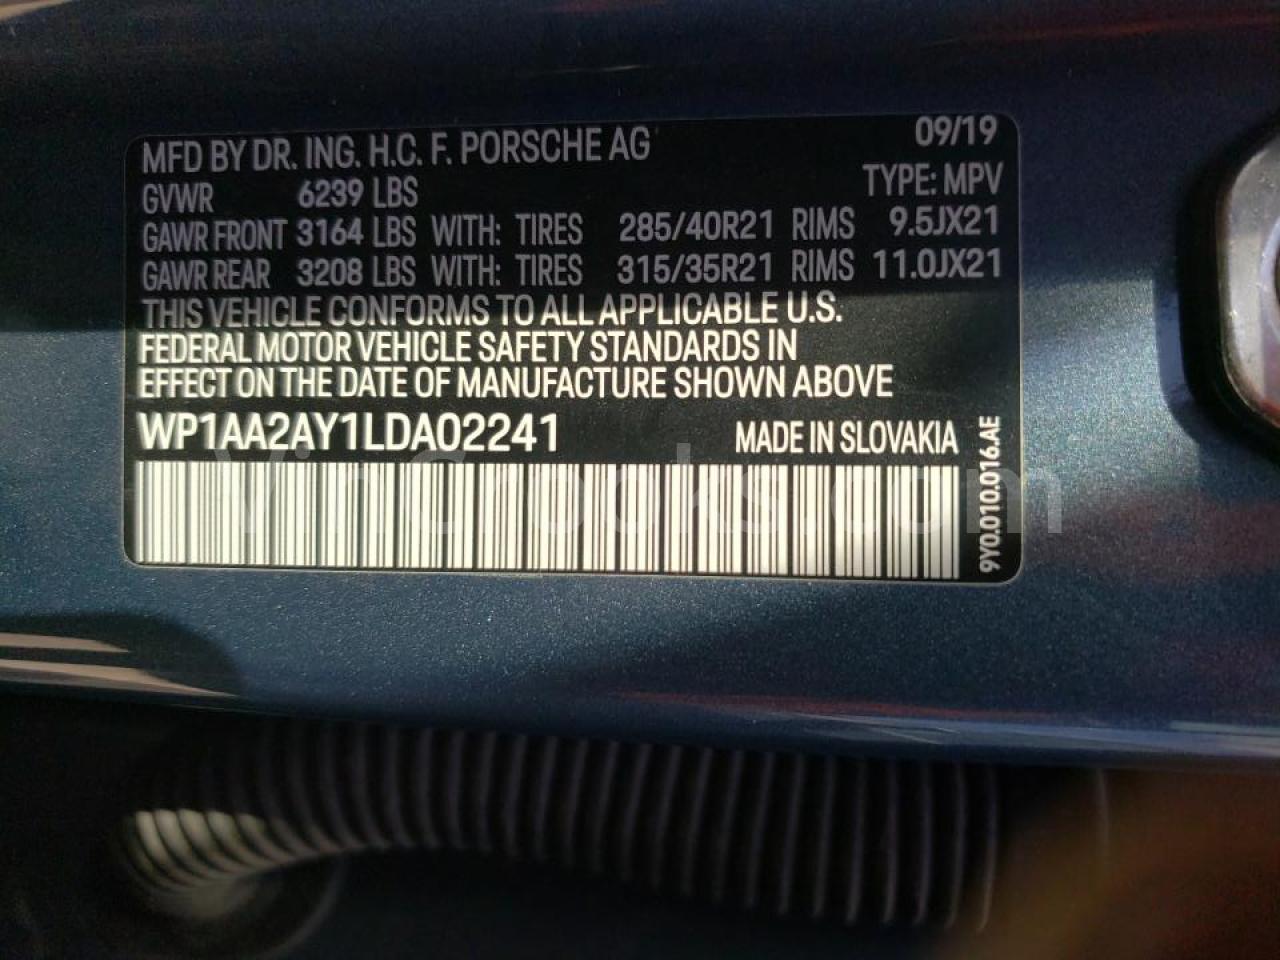 MFD BY DR. ING. H.C. F. PORSCHE AG 09/19
GVWR 6239 LBS TYPE: MPV
GAWR FRONT 3164 LBS WITH: TIRES 285/40R21 RIMS 9.5JX21
GAWR REAR 3208 LBS WITH: TIRES 315/35R21 RIMS 11.0JX21
THIS VEHICLE CONFORMS TO ALL APPLICABLE U.S.
FEDERAL MOTOR VEHICLE SAFETY STANDARDS IN
EFFECT ON THE DATE OF MANUFACTURE SHOWN ABOVE
WP1AA2AY1LDA02241 MADE IN SLOVAKIA
9Y0.010.016.AE
VinCrooks.com